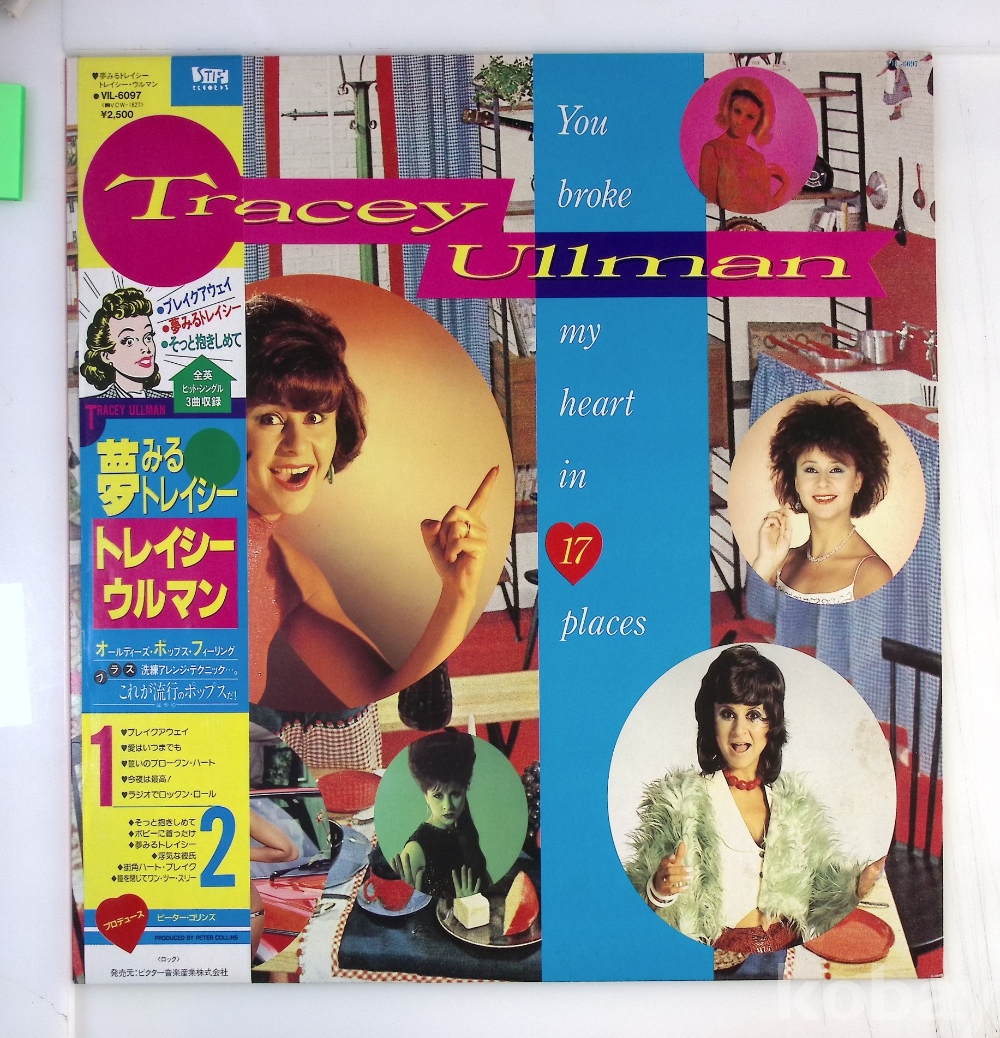 ♥夢みるトレイシー
トレイシー・ウルマン
●VIL-6097
¥2,500
STIFF
RECORDS
Tracey
Ullman
You
broke
my
heart
in
17
places
●ブレイクアウェイ
●夢みるトレイシー
●そっと抱きしめて
全英
ヒット・シングル
3曲収録
TRACEY ULLMAN
夢みる
トレイシー
トレイシー
ウルマン
オールディーズ・ポップス・フィーリング
プラス 洗練アレンジ・テクニック…。
これが流行のポップスだ!
はやり
1
♥ブレイクアウェイ
♥愛はいつまでも
♥誓いのブロークン・ハート
♥今夜は最高!
♥ラジオでロックン・ロール
2
◆そっと抱きしめて
◆ボビーに首ったけ
◆夢みるトレイシー
◆浮気な彼氏
◆街角ハート・ブレイク
◆瞳を閉じてワン・ツー・スリー
プロデュース
ピーター・コリンズ
PRODUCED BY PETER COLLINS
〈ロック〉
発売元:ビクター音楽産業株式会社
koba